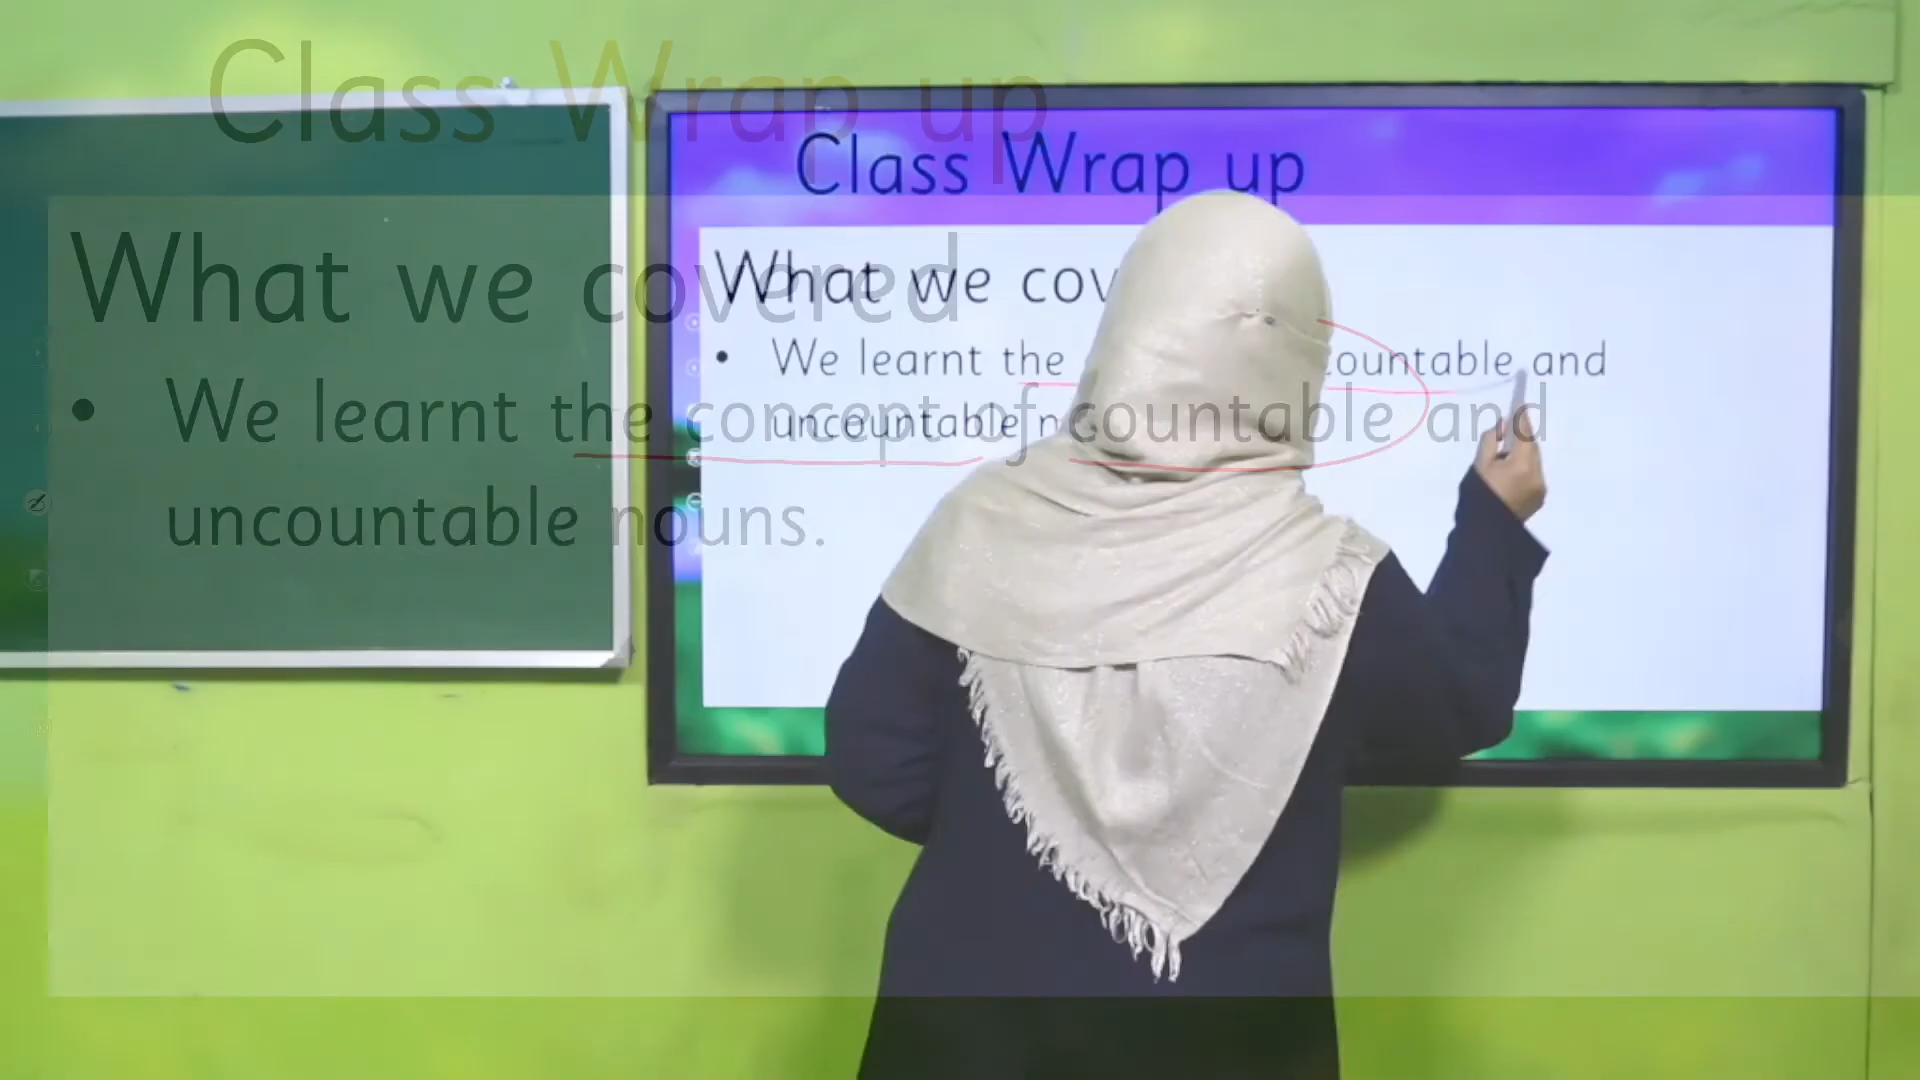 Class Wrap up
What we covered
• We learnt the concept of countable and
uncountable nouns.
Class Wrap up
What we cov
• We learnt the countable and
uncountable n